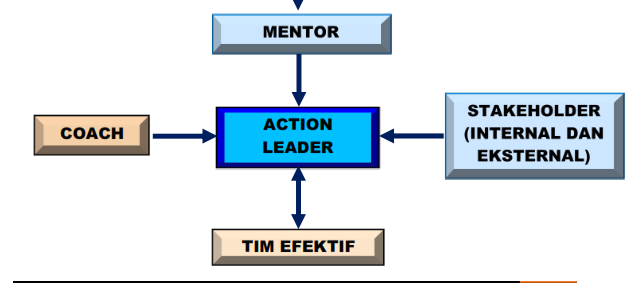 MENTOR
COACH
ACTION
LEADER
STAKEHOLDER
(INTERNAL DAN
EKSTERNAL)
TIM EFEKTIF